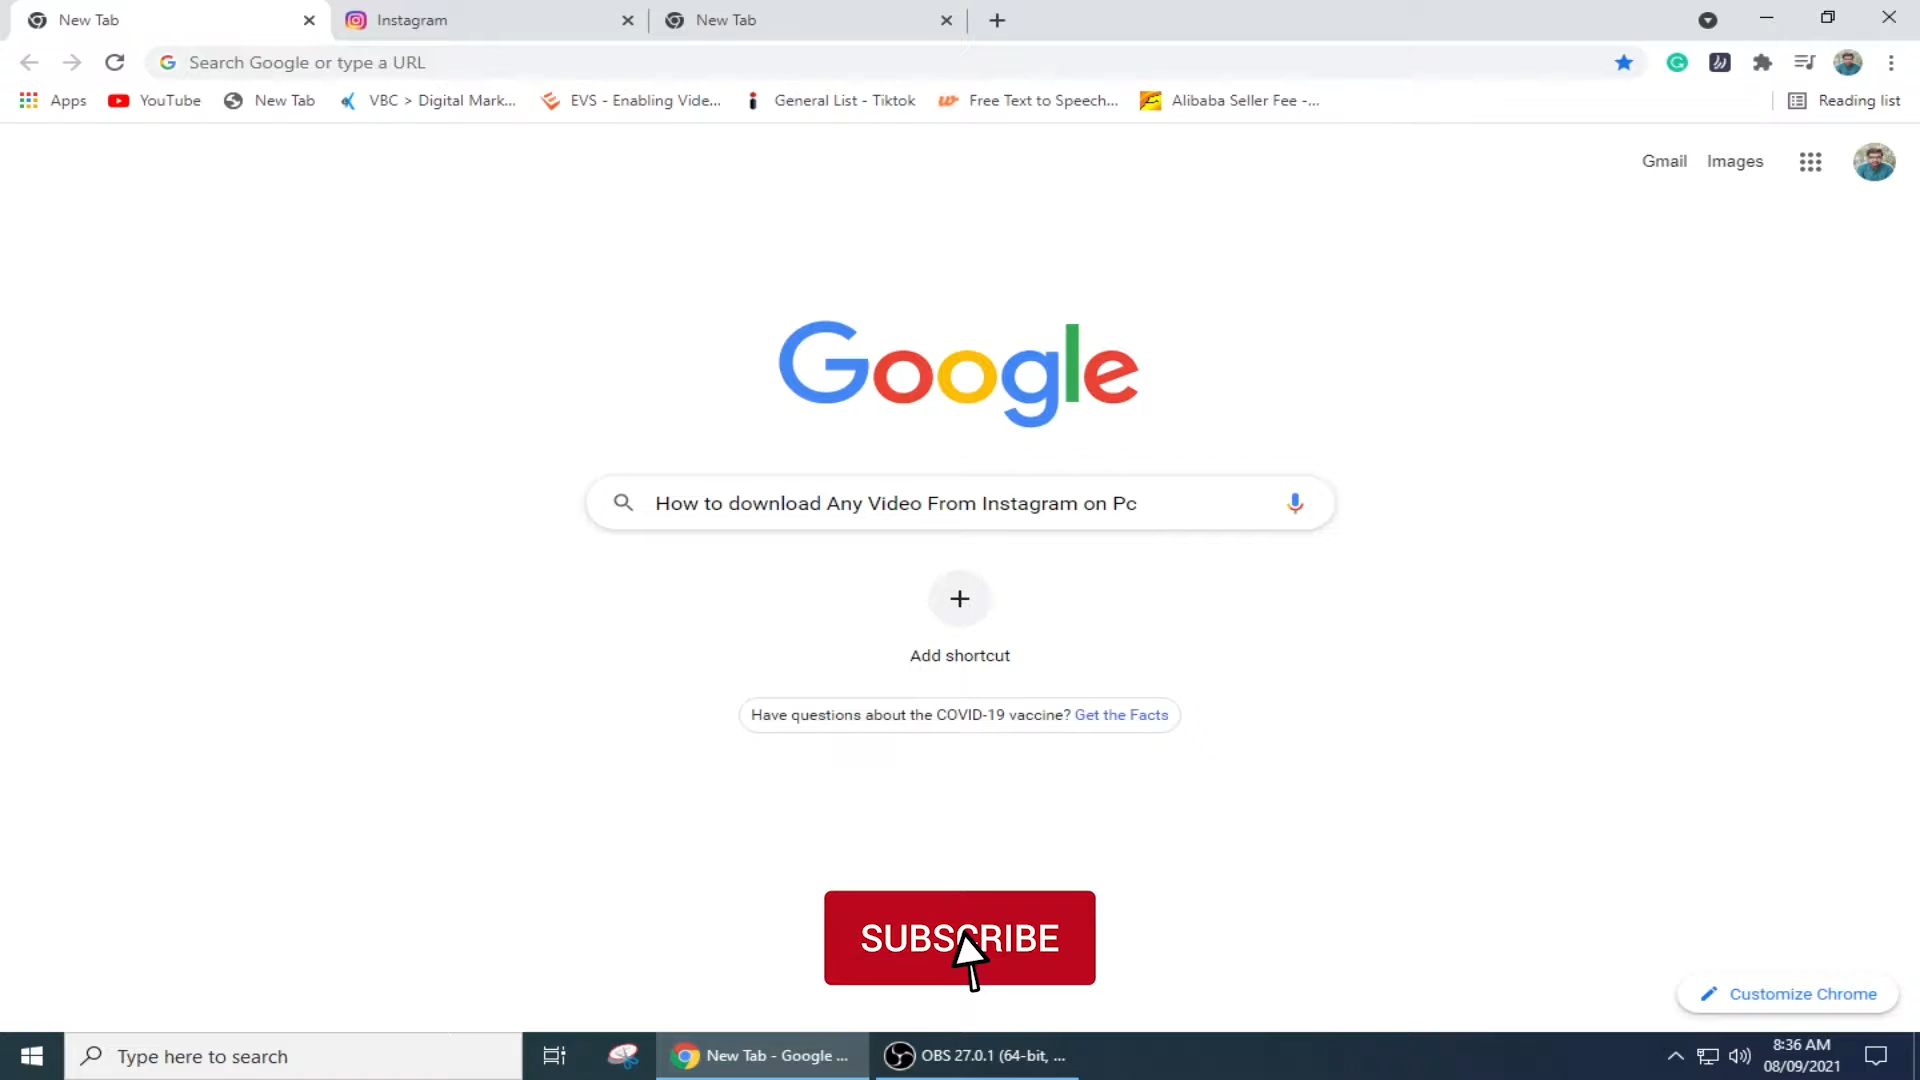 New Tab
Instagram
New Tab
Search Google or type a URL
Apps
YouTube
New Tab
VBC > Digital Mark...
EVS - Enabling Vide...
General List - Tiktok
Free Text to Speech...
Alibaba Seller Fee -...
Reading list
Gmail
Images
Google
How to download Any Video From Instagram on Pc
Add shortcut
Have questions about the COVID-19 vaccine? Get the Facts
SUBSCRIBE
Customize Chrome
Type here to search
New Tab - Google ...
OBS 27.0.1 (64-bit, ...
8:36 AM
08/09/2021